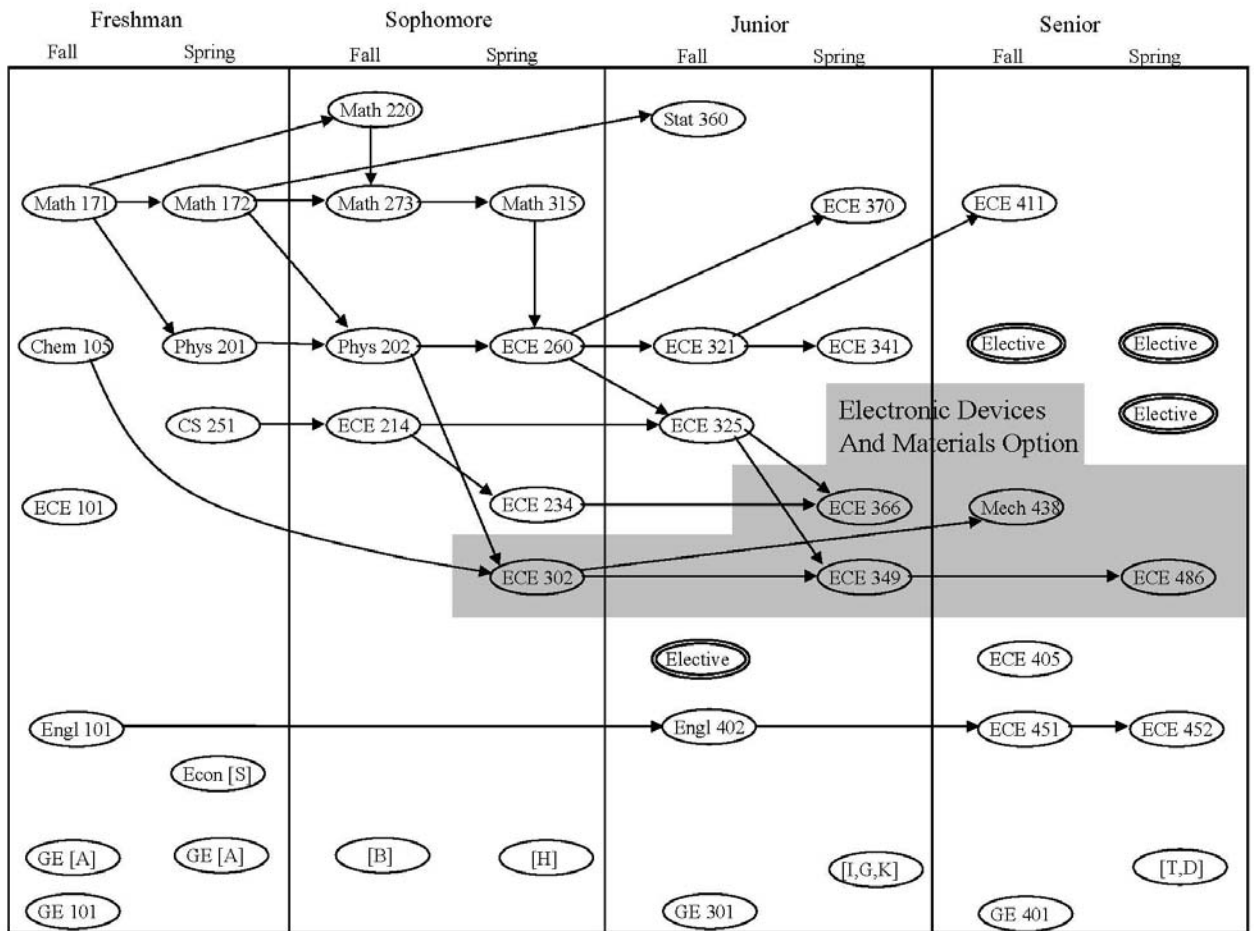 Freshman
Sophomore
Junior
Senior
Fall
Spring
Fall
Spring
Fall
Spring
Fall
Spring
Math 220
Stat 360
Math 171
Math 172
Math 273
Math 315
ECE 370
ECE 411
Chem 105
Phys 201
Phys 202
ECE 260
ECE 321
ECE 341
Elective
Elective
CS 251
ECE 214
ECE 325
Electronic Devices
And Materials Option
Elective
ECE 101
ECE 234
ECE 366
Mech 438
ECE 302
ECE 349
ECE 486
Elective
ECE 405
Engl 101
Engl 402
ECE 451
ECE 452
Econ [S]
GE [A]
GE [A]
[B]
[H]
[I,G,K]
[T,D]
GE 101
GE 301
GE 401